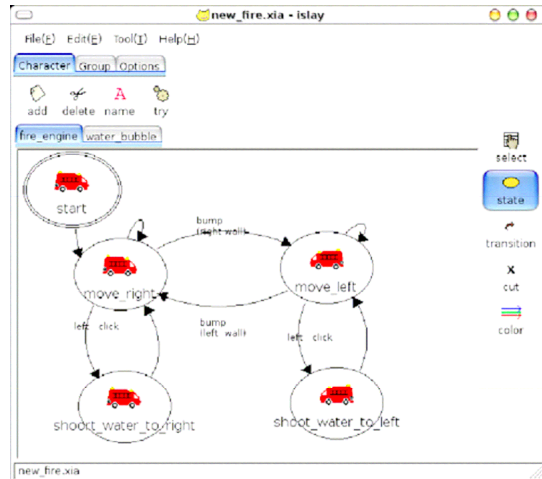 new_fire.xia - islay
File(F) Edit(E) Tool(T) Help(H)
Character Group Options
add delete name try
fire_engine water_bubble
select
state
transition
cut
color
start
bump
(right wall)
move_right
move_left
bump
(left wall)
left click
left click
shoort_water_to_right
shoot_water_to_left
new_fire.xia